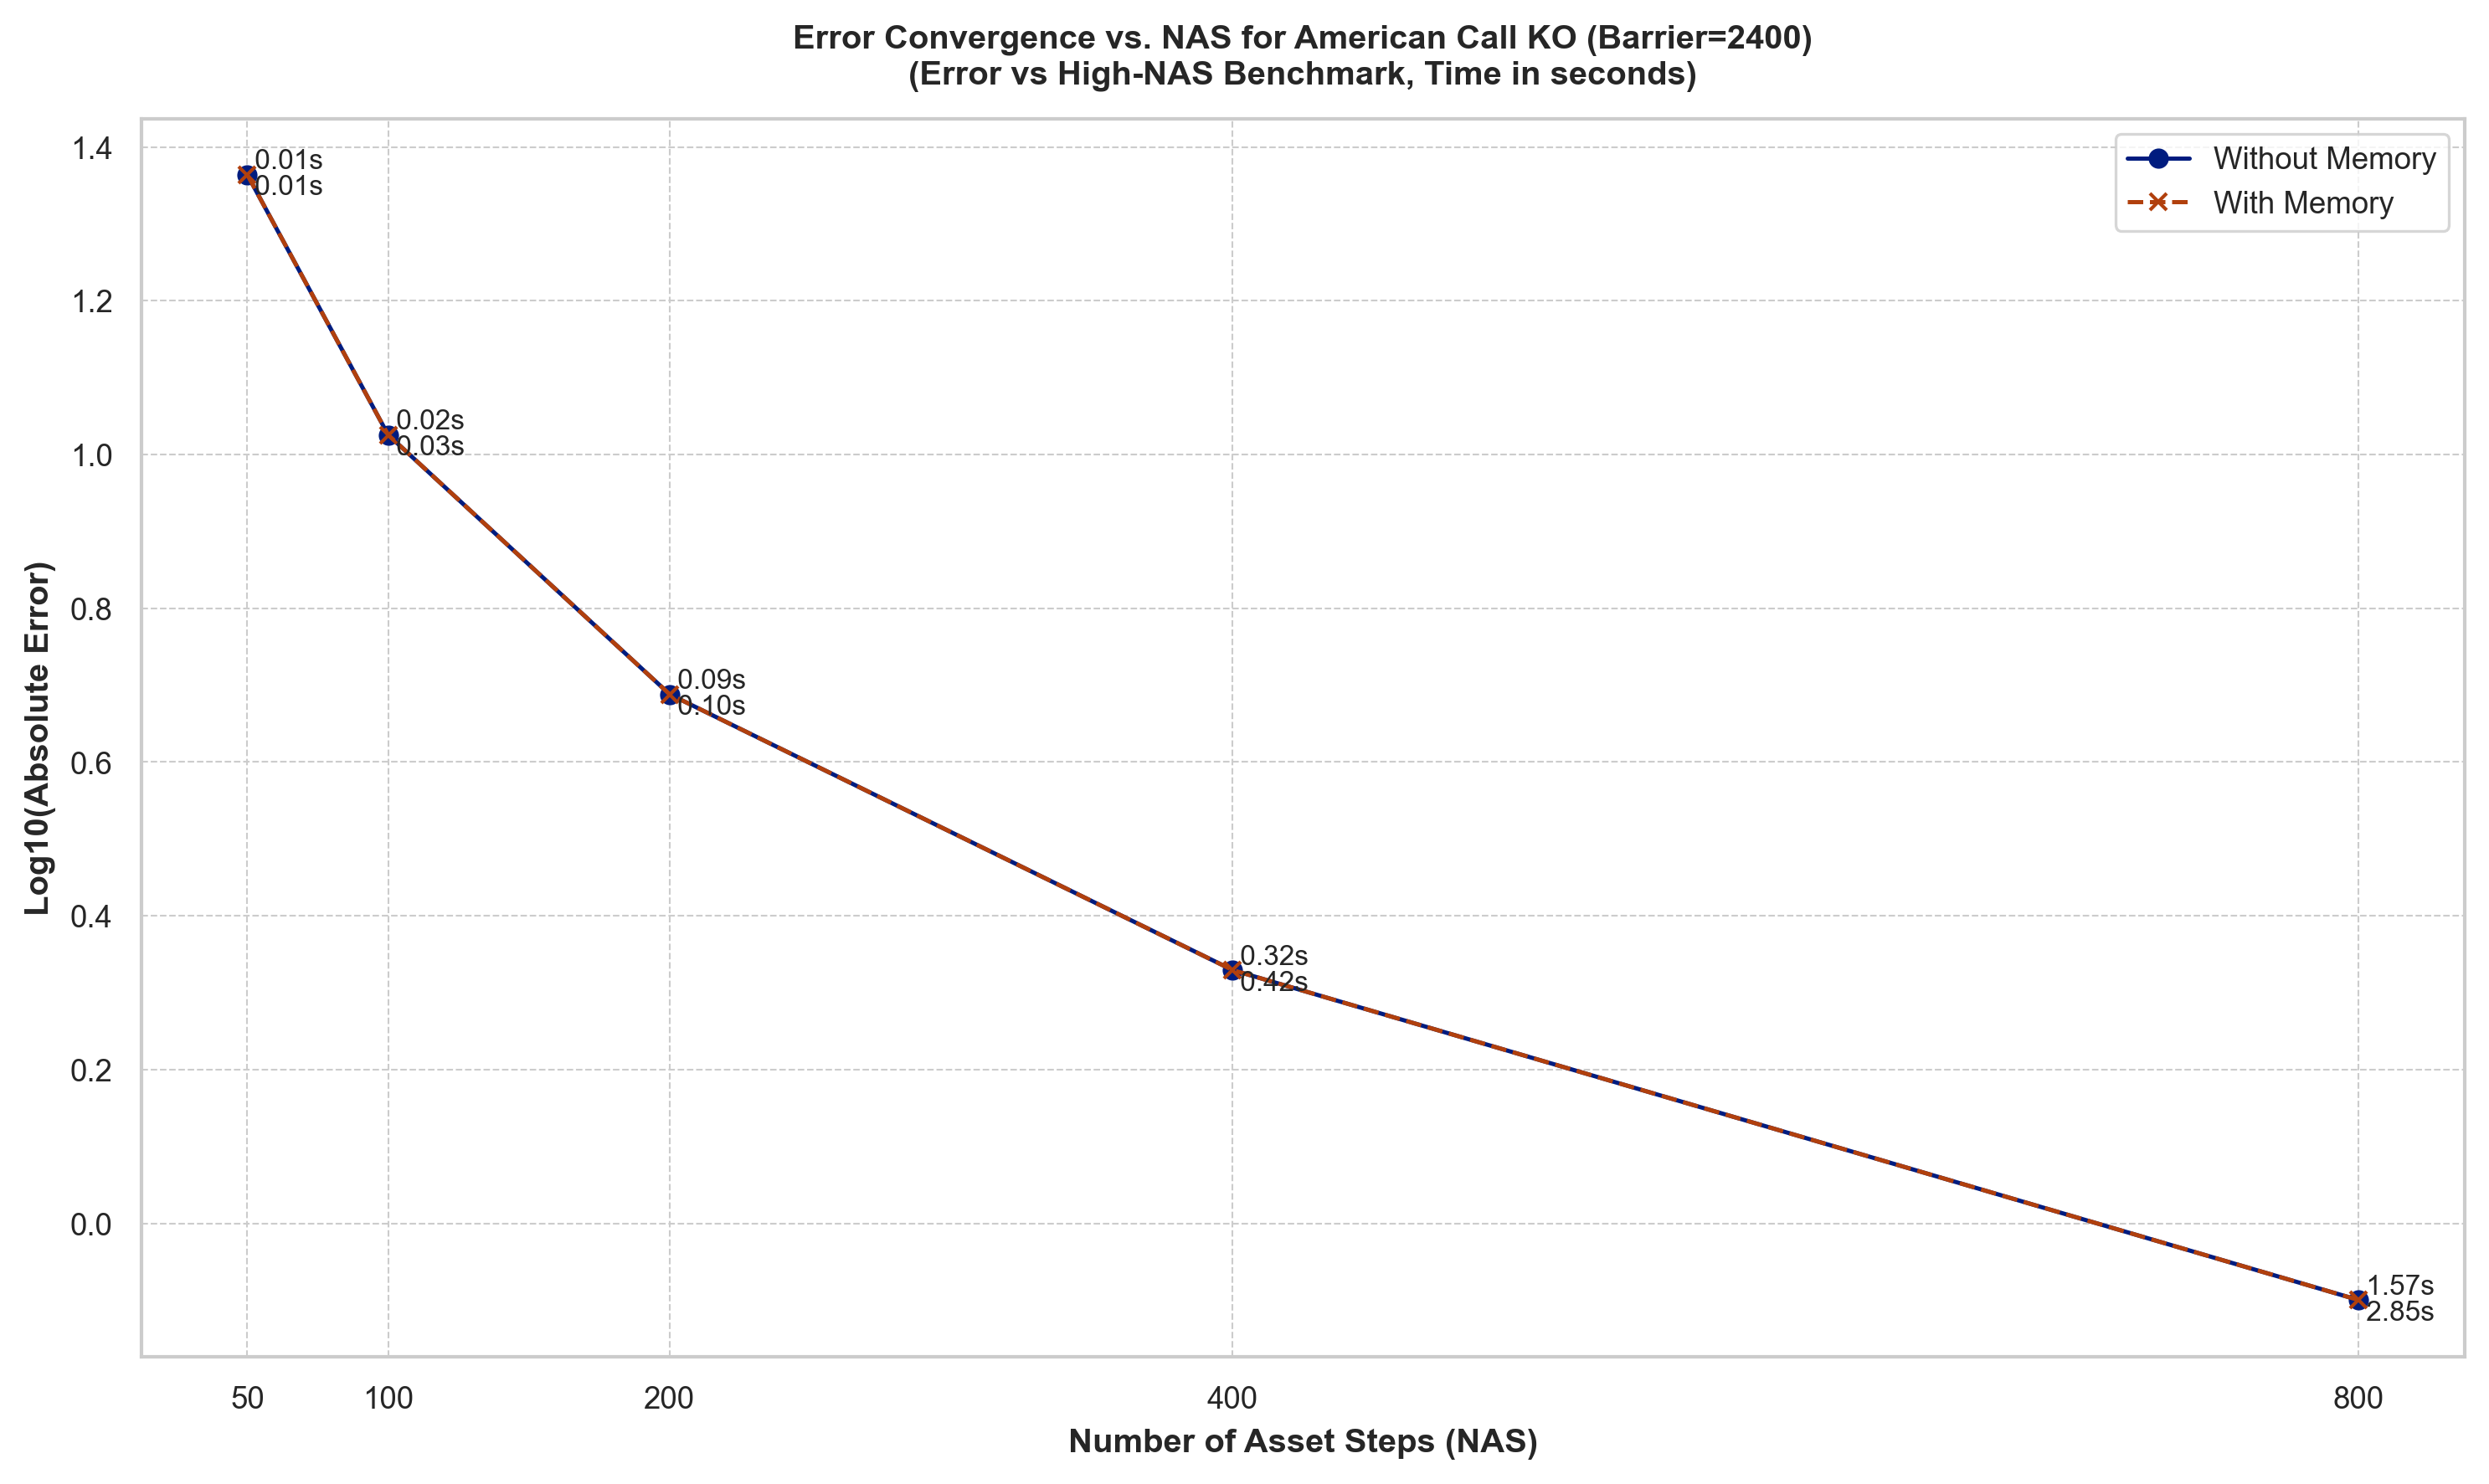 Error Convergence vs. NAS for American Call KO (Barrier=2400)
(Error vs High-NAS Benchmark, Time in seconds)
Without Memory
With Memory
Log10(Absolute Error)
1.4
1.2
1.0
0.8
0.6
0.4
0.2
0.0
0.01s
0.01s
0.02s
0.03s
0.09s
0.10s
0.32s
0.42s
1.57s
2.85s
50 100 200 400 800
Number of Asset Steps (NAS)